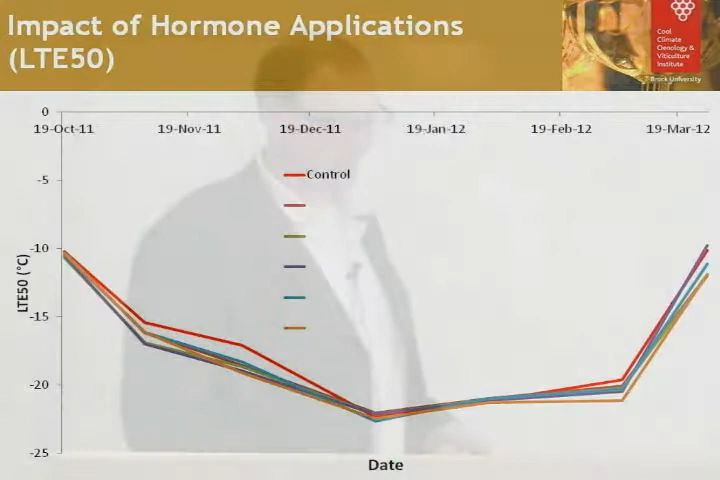 Impact of Hormone Applications
(LTE50)
Cool
Climate
Oenology &
Viticulture
Institute
Brock University
0
19-Oct-11 19-Nov-11 19-Dec-11 19-Jan-12 19-Feb-12 19-Mar-12
Control
-5
-10
LTE50 (°C)
-15
-20
-25
Date